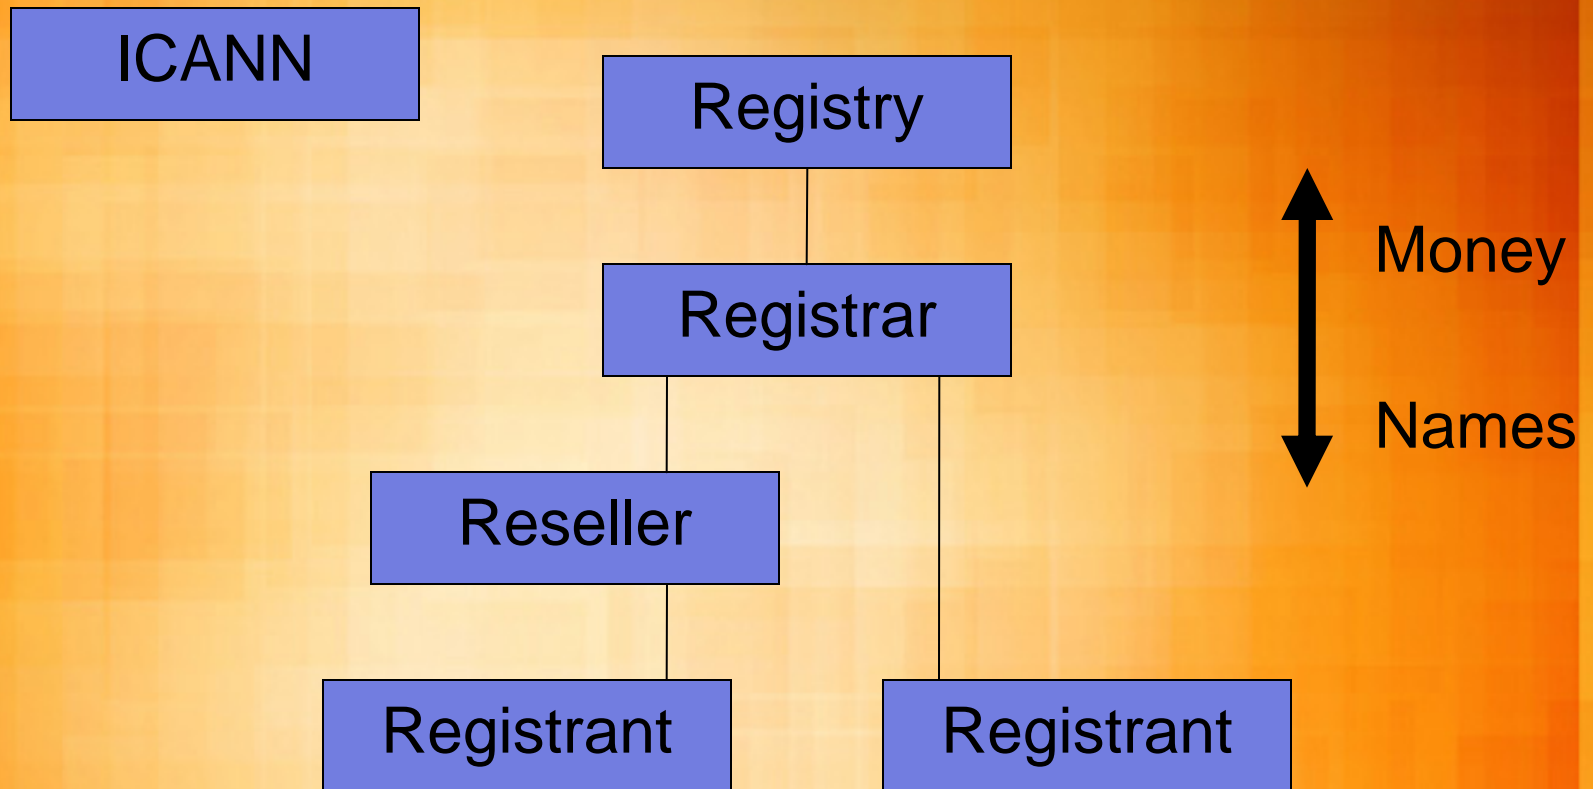 ICANN
Registry
Money
Registrar
Names
Reseller
Registrant
Registrant